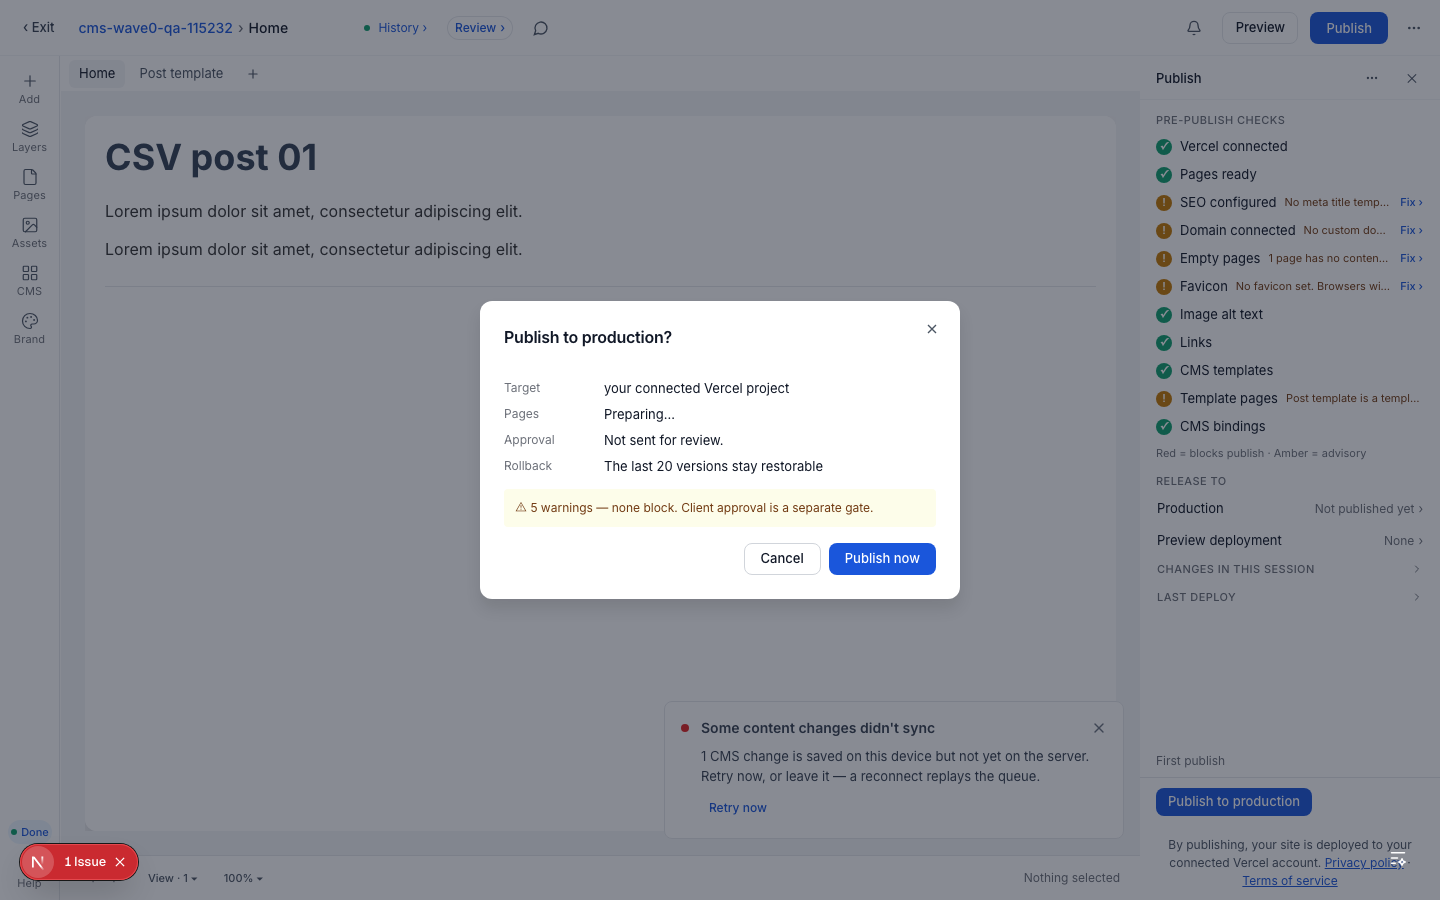 ‹ Exit
cms-wave0-qa-115232 › Home
History ›
Review ›
Preview
Publish
Home
Post template
Add
Layers
Pages
Assets
CMS
Brand
CSV post 01
Lorem ipsum dolor sit amet, consectetur adipiscing elit.
Lorem ipsum dolor sit amet, consectetur adipiscing elit.
Publish to production?
Target your connected Vercel project
Pages Preparing...
Approval Not sent for review.
Rollback The last 20 versions stay restorable
⚠ 5 warnings — none block. Client approval is a separate gate.
Cancel
Publish now
Some content changes didn't sync
1 CMS change is saved on this device but not yet on the server.
Retry now, or leave it — a reconnect replays the queue.
Retry now
Done
1 Issue
Help
View · 1
100%
Nothing selected
Publish
PRE-PUBLISH CHECKS
Vercel connected
Pages ready
SEO configured No meta title temp... Fix ›
Domain connected No custom do... Fix ›
Empty pages 1 page has no conten... Fix ›
Favicon No favicon set. Browsers wi... Fix ›
Image alt text
Links
CMS templates
Template pages Post template is a templ...
CMS bindings
Red = blocks publish · Amber = advisory
RELEASE TO
Production Not published yet ›
Preview deployment None ›
CHANGES IN THIS SESSION
LAST DEPLOY
First publish
Publish to production
By publishing, your site is deployed to your
connected Vercel account. Privacy policy ·
Terms of service